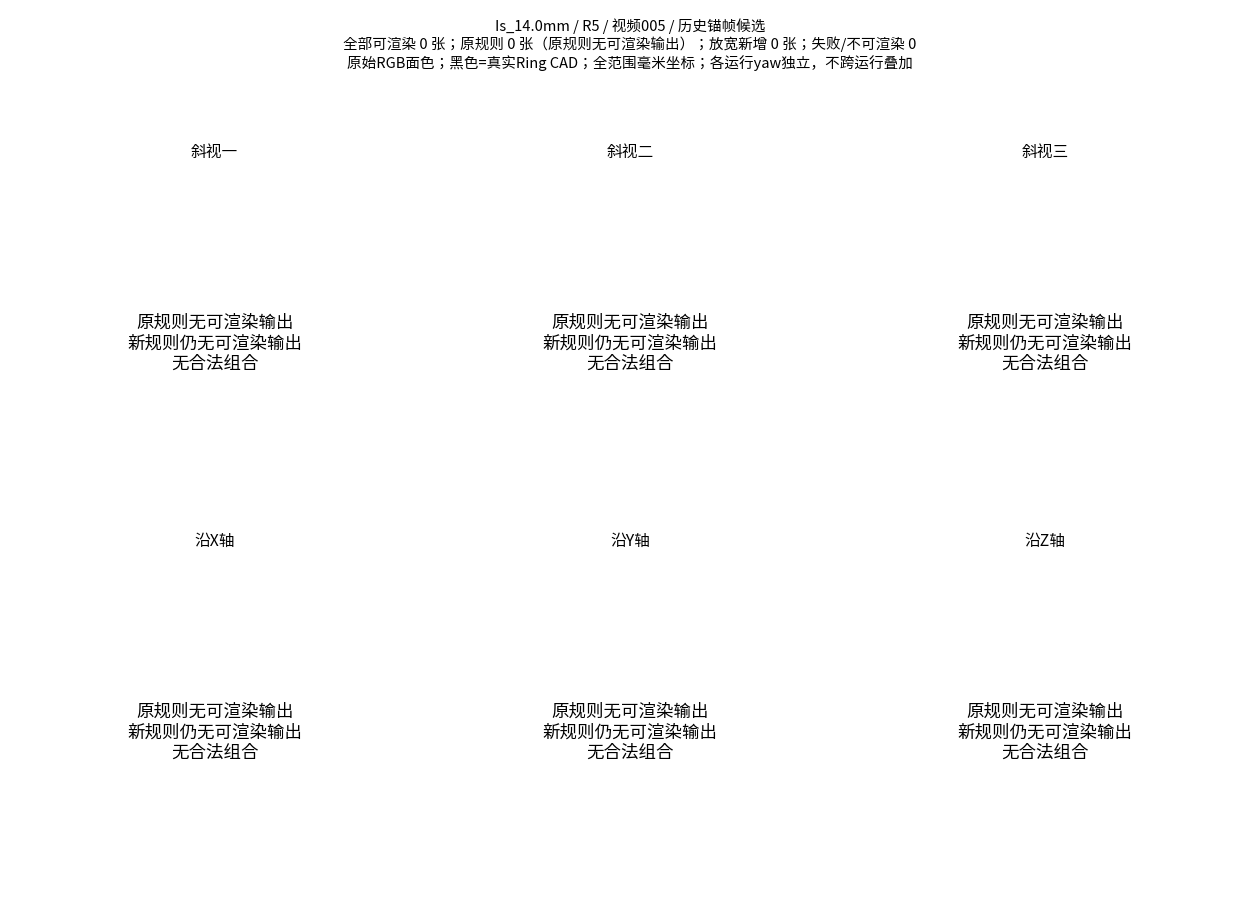 Is_14.0mm / R5 / 视频005 / 历史锚帧候选
全部可渲染 0 张；原规则 0 张（原规则无可渲染输出）；放宽新增 0 张；失败/不可渲染 0
原始RGB面色；黑色=真实Ring CAD；全范围毫米坐标；各运行yaw独立，不跨运行叠加
斜视一
斜视二
斜视三
原规则无可渲染输出
新规则仍无可渲染输出
无合法组合
原规则无可渲染输出
新规则仍无可渲染输出
无合法组合
原规则无可渲染输出
新规则仍无可渲染输出
无合法组合
沿X轴
沿Y轴
沿Z轴
原规则无可渲染输出
新规则仍无可渲染输出
无合法组合
原规则无可渲染输出
新规则仍无可渲染输出
无合法组合
原规则无可渲染输出
新规则仍无可渲染输出
无合法组合